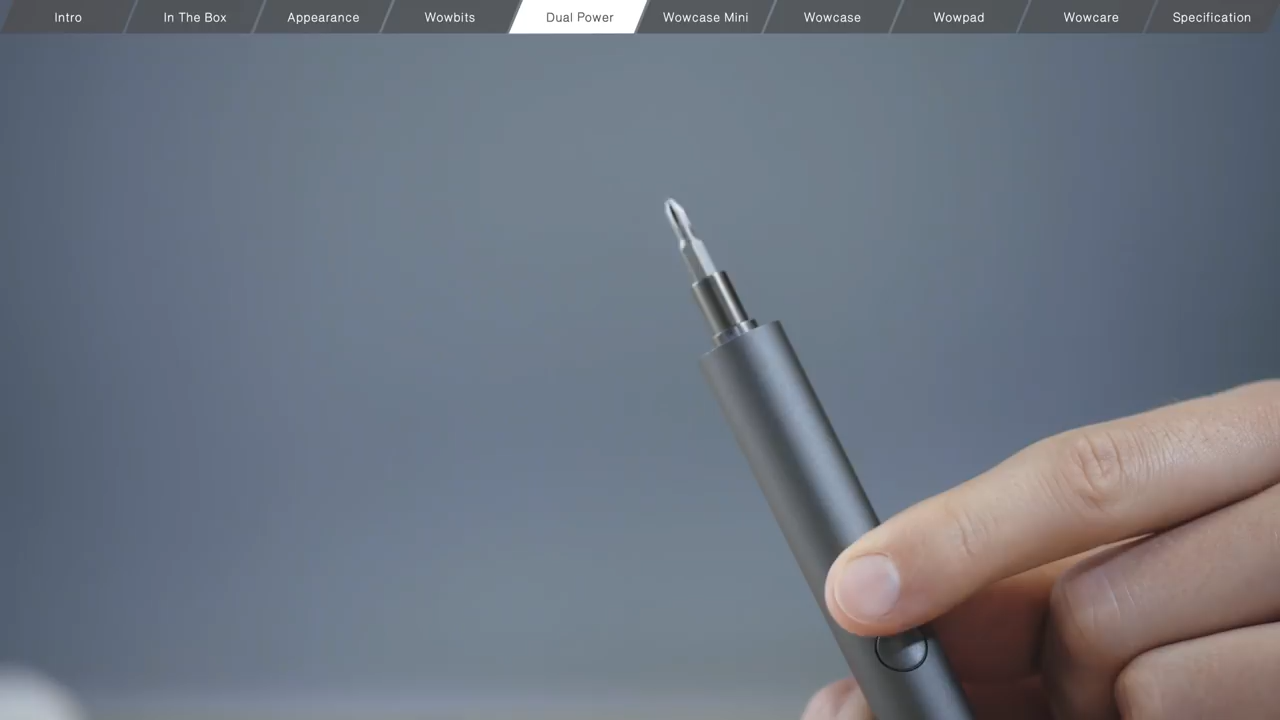 Intro
In The Box
Appearance
Wowbits
Dual Power
Wowcase Mini
Wowcase
Wowpad
Wowcare
Specification